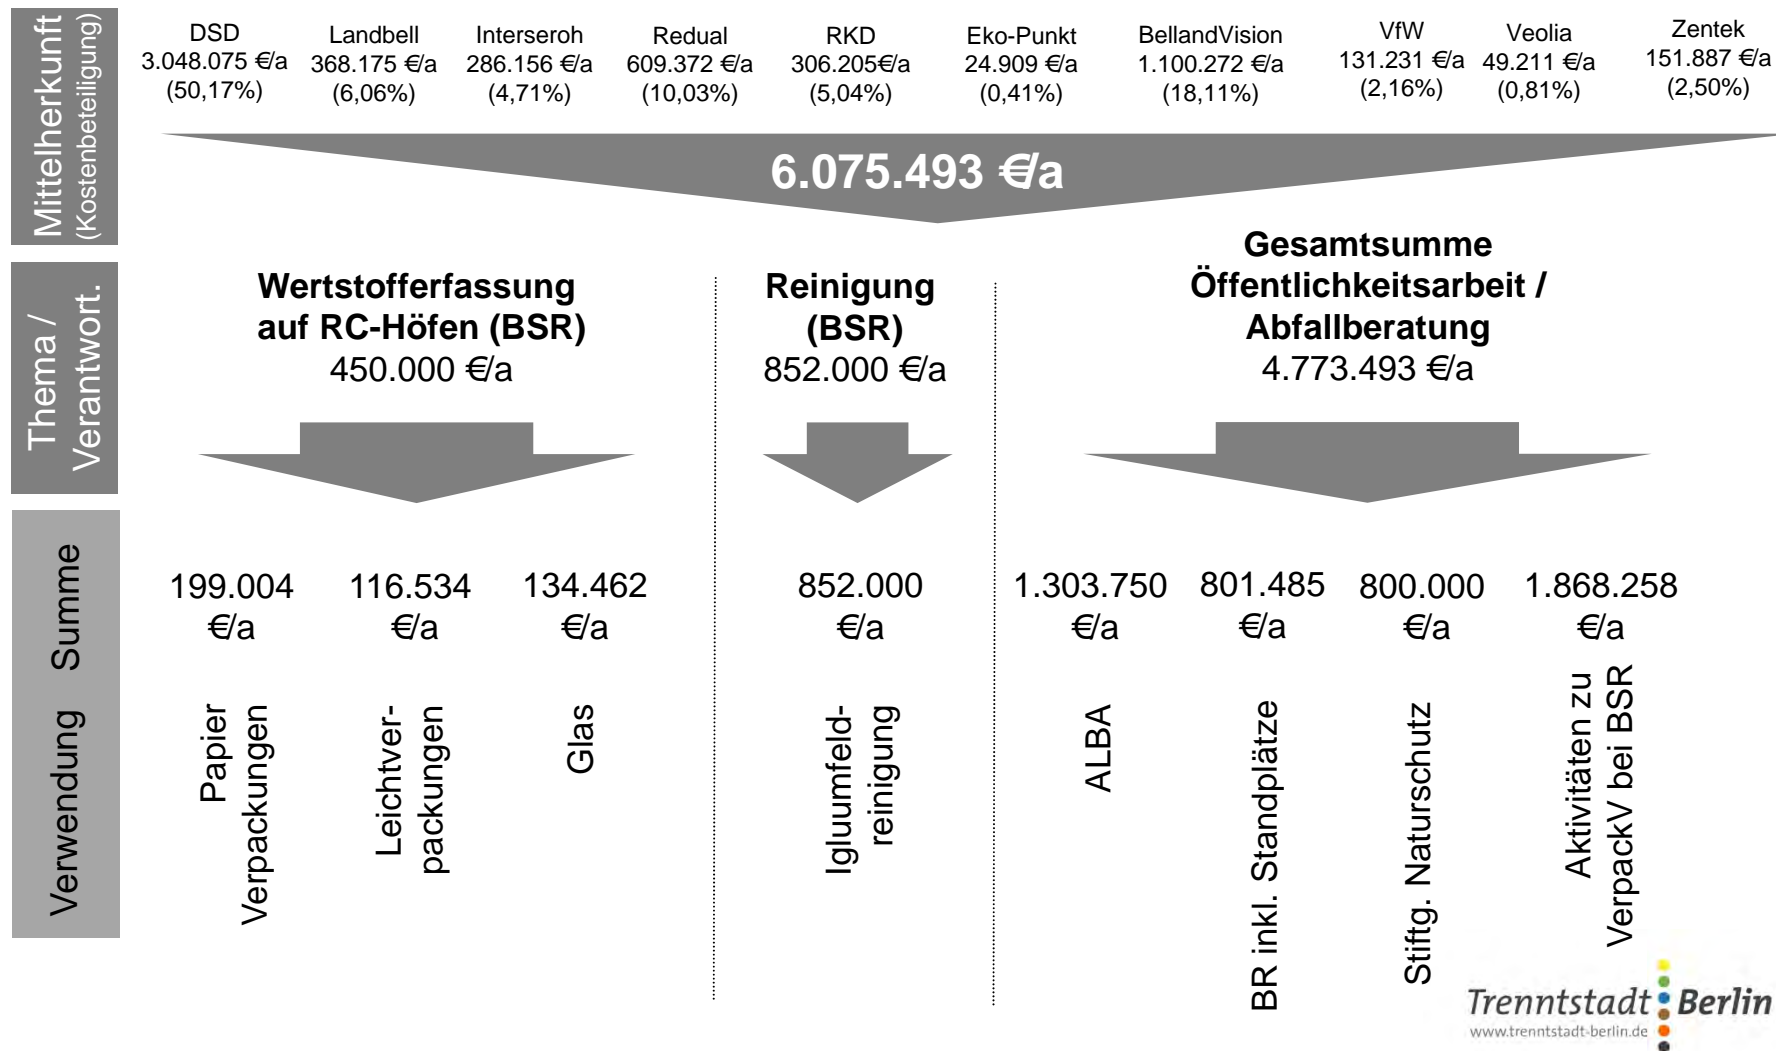 Mittelherkunft
(Kostenbeteiligung)
DSD
3.048.075 €/a
(50,17%)
Landbell
368.175 €/a
(6,06%)
Interseroh
286.156 €/a
(4,71%)
Redual
609.372 €/a
(10,03%)
RKD
306.205€/a
(5,04%)
Eko-Punkt
24.909 €/a
(0,41%)
BellandVision
1.100.272 €/a
(18,11%)
VfW
131.231 €/a
(2,16%)
Veolia
49.211 €/a
(0,81%)
Zentek
151.887 €/a
(2,50%)
6.075.493 €/a
Thema /
Verantwort.
Wertstofferfassung
auf RC-Höfen (BSR)
450.000 €/a
Reinigung
(BSR)
852.000 €/a
Gesamtsumme
Öffentlichkeitsarbeit /
Abfallberatung
4.773.493 €/a
Verwendung Summe
199.004
€/a
116.534
€/a
134.462
€/a
852.000
€/a
1.303.750
€/a
801.485
€/a
800.000
€/a
1.868.258
€/a
Papier
Verpackungen
Leichtver-
packungen
Glas
Igluumfeld-
reinigung
ALBA
BR inkl. Standplätze
Stiftg. Naturschutz
Aktivitäten zu
VerpackV bei BSR
Trenntstadt Berlin
www.trenntstadt-berlin.de